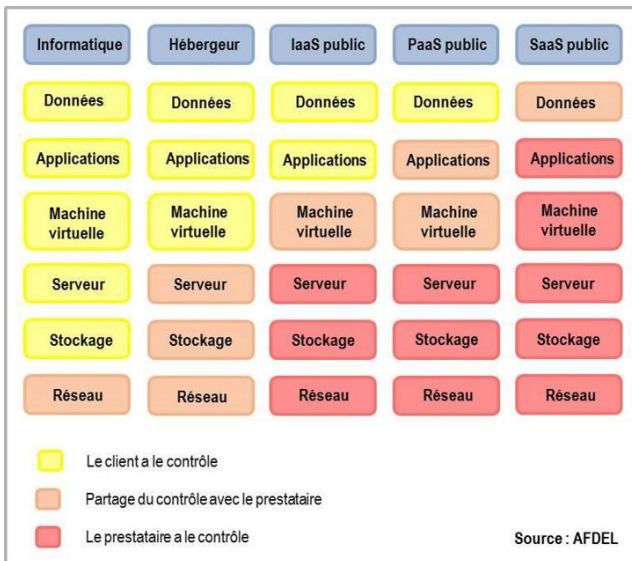 Informatique Hébergeur IaaS public PaaS public SaaS public
Données Données Données Données Données
Applications Applications Applications Applications Applications
Machine Machine Machine Machine Machine
virtuelle virtuelle virtuelle virtuelle virtuelle
Serveur Serveur Serveur Serveur Serveur
Stockage Stockage Stockage Stockage Stockage
Réseau Réseau Réseau Réseau Réseau
Le client a le contrôle
Partage du contrôle avec le prestataire
Le prestataire a le contrôle
Source : AFDEL